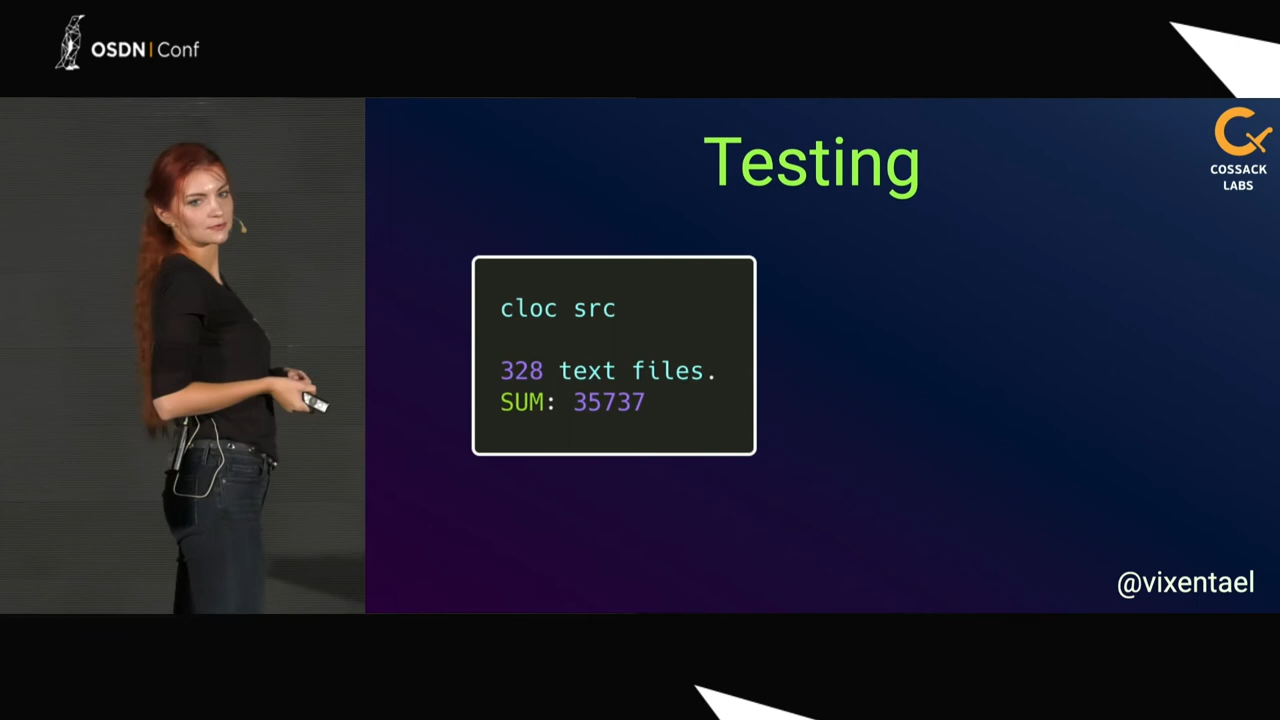 OSDN | Conf
Testing
COSSACK
LABS
cloc src
328 text files.
SUM: 35737
@vixentael